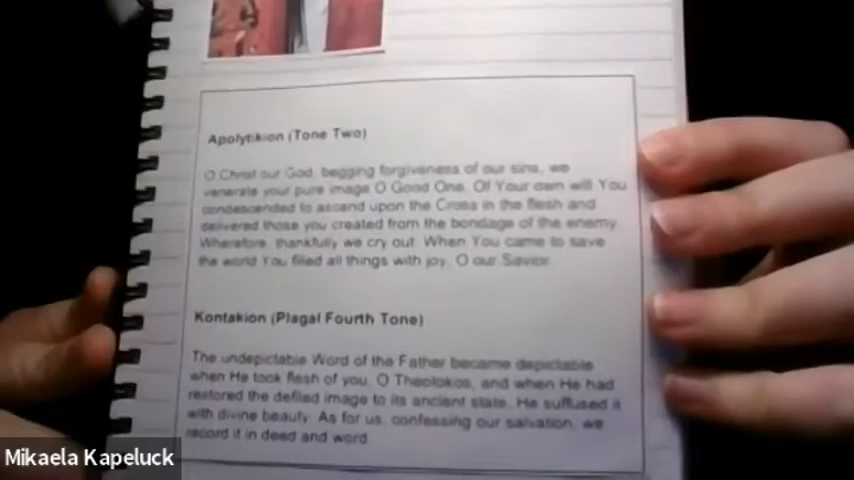 Apolytikion (Tone Two)
O Christ our God, begging forgiveness of our sins, we
venerate your pure image O Good One. Of Your own will You
condescended to ascend upon the Cross in the flesh and
delivered those you created from the bondage of the enemy.
Wherefore, thankfully we cry out: When You came to save
the world You filled all things with joy, O our Savior.
Kontakion (Plagal Fourth Tone)
The undepictable Word of the Father became depictable
when He took flesh of you, O Theotokos, and when He had
restored the defiled image to its ancient state, He suffused it
with divine beauty. As for us, confessing our salvation, we
record it in deed and word.
Mikaela Kapeluck